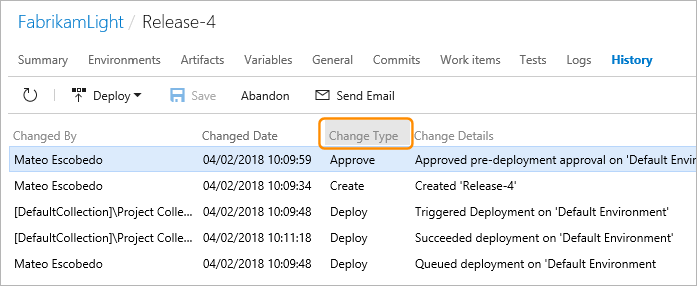 FabrikamLight / Release-4
Summary Environments Artifacts Variables General Commits Work items Tests Logs History
Deploy Save Abandon Send Email
Changed By Changed Date Change Type Change Details
Mateo Escobedo 04/02/2018 10:09:59 Approve Approved pre-deployment approval on 'Default Environ
Mateo Escobedo 04/02/2018 10:09:34 Create Created 'Release-4'
[DefaultCollection]\Project Colle... 04/02/2018 10:09:48 Deploy Triggered Deployment on 'Default Environment'
[DefaultCollection]\Project Colle... 04/02/2018 10:11:18 Deploy Succeeded deployment on 'Default Environment'
Mateo Escobedo 04/02/2018 10:09:48 Deploy Queued deployment on 'Default Environment